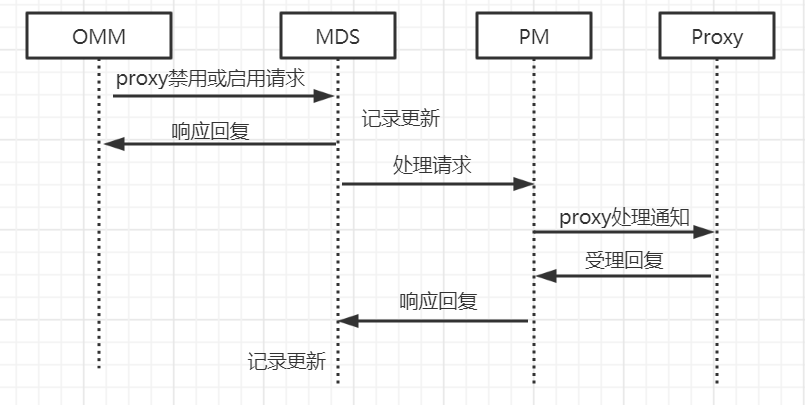 OMM
MDS
PM
Proxy
proxy禁用或启用请求
记录更新
响应回复
处理请求
proxy处理通知
受理回复
响应回复
记录更新